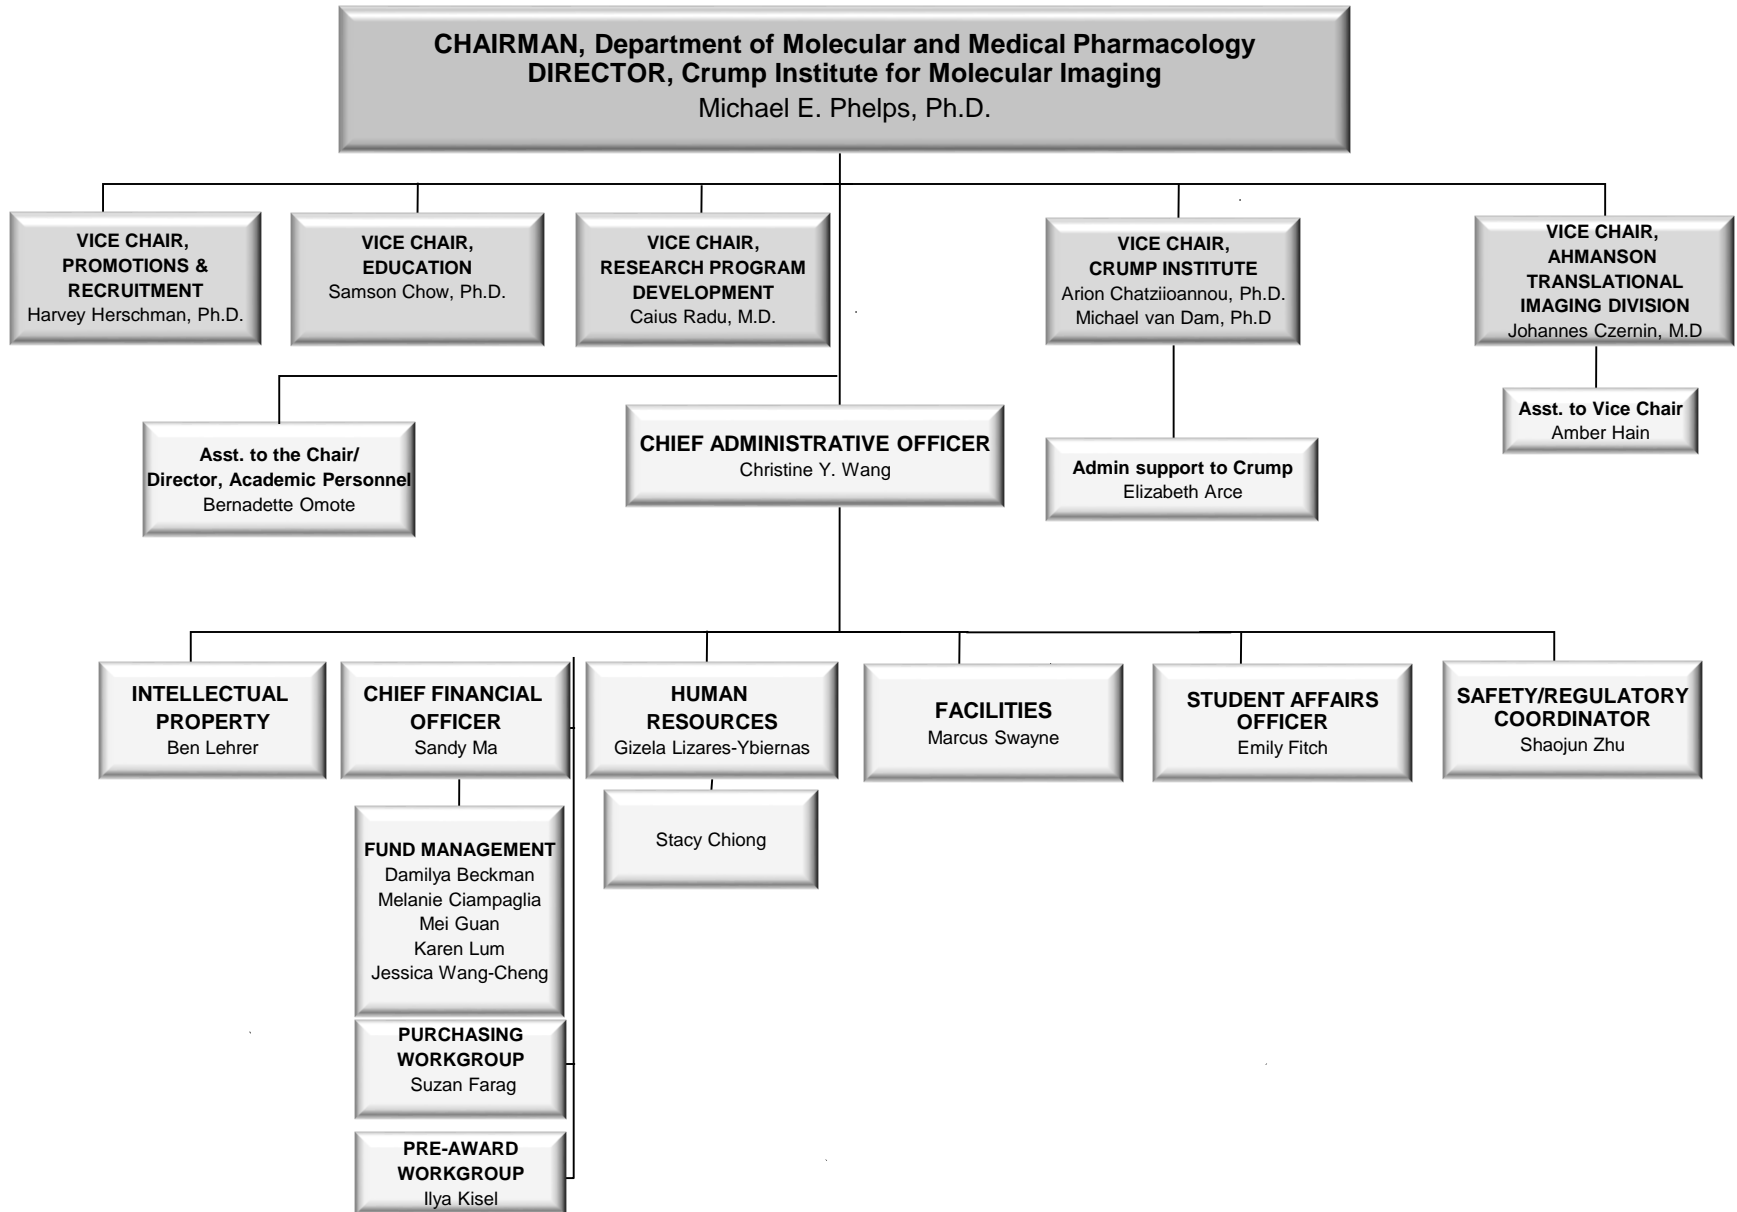 CHAIRMAN, Department of Molecular and Medical Pharmacology
DIRECTOR, Crump Institute for Molecular Imaging
Michael E. Phelps, Ph.D.
VICE CHAIR,
PROMOTIONS &
RECRUITMENT
Harvey Herschman, Ph.D.
VICE CHAIR,
EDUCATION
Samson Chow, Ph.D.
VICE CHAIR,
RESEARCH PROGRAM
DEVELOPMENT
Caius Radu, M.D.
VICE CHAIR,
CRUMP INSTITUTE
Arion Chatziioannou, Ph.D.
Michael van Dam, Ph.D
VICE CHAIR,
AHMANSON
TRANSLATIONAL
IMAGING DIVISION
Johannes Czernin, M.D
Asst. to the Chair/
Director, Academic Personnel
Bernadette Omote
CHIEF ADMINISTRATIVE OFFICER
Christine Y. Wang
Admin support to Crump
Elizabeth Arce
Asst. to Vice Chair
Amber Hain
INTELLECTUAL
PROPERTY
Ben Lehrer
CHIEF FINANCIAL
OFFICER
Sandy Ma
HUMAN
RESOURCES
Gizela Lizares-Ybiernas
FACILITIES
Marcus Swayne
STUDENT AFFAIRS
OFFICER
Emily Fitch
SAFETY/REGULATORY
COORDINATOR
Shaojun Zhu
FUND MANAGEMENT
Damilya Beckman
Melanie Ciampaglia
Mei Guan
Karen Lum
Jessica Wang-Cheng
Stacy Chiong
PURCHASING
WORKGROUP
Suzan Farag
PRE-AWARD
WORKGROUP
Ilya Kisel